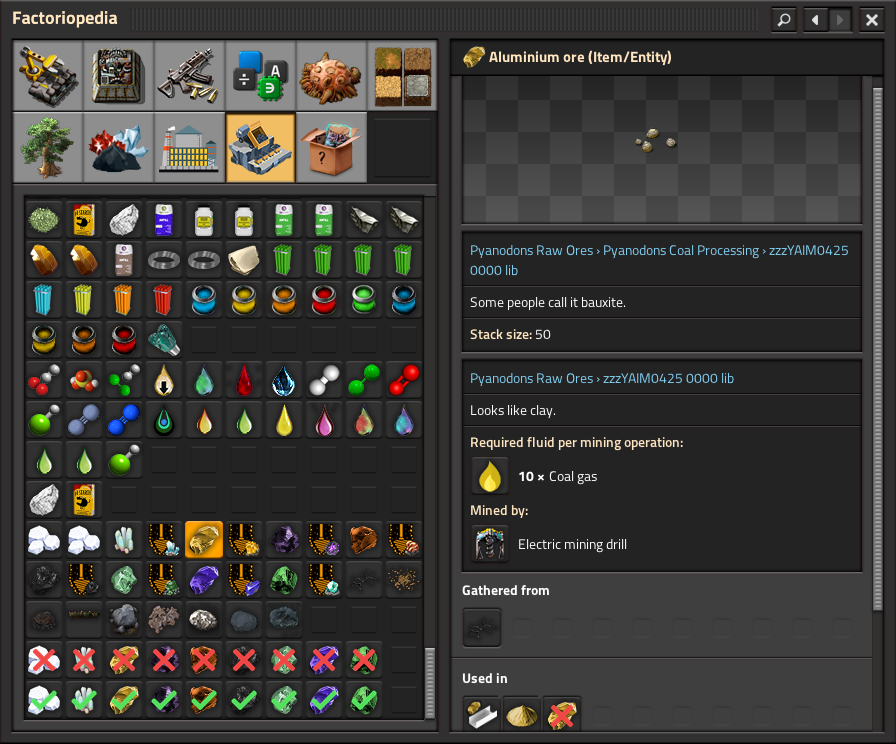 Factoriopedia
Aluminium ore (Item/Entity)
Pyanodons Raw Ores › Pyanodons Coal Processing › zzzYAIM0425
0000 lib
Some people call it bauxite.
Stack size: 50
Pyanodons Raw Ores › zzzYAIM0425 0000 lib
Looks like clay.
Required fluid per mining operation:
10 × Coal gas
Mined by:
Electric mining drill
Gathered from
Used in